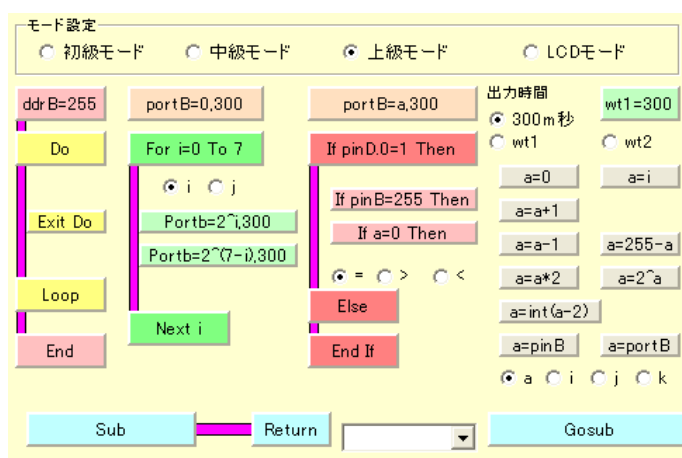 モード設定
初級モード 中級モード 上級モード LCDモード
ddrB=255 portB=0,300 portB=a,300 出力時間 wt1=300
300m秒
Do For i=0 To 7 If pinD.0=1 Then wt1 wt2
i j a=0 a=i
If pinB=255 Then
Exit Do Portb=2^i,300 a=a+1
If a=0 Then
Portb=2^(7-i),300 a=a-1 a=255-a
= > < a=a*2 a=2^a
Loop Else a=int(a-2)
Next i
End End If a=pinB a=portB
a i j k
Sub Return Gosub